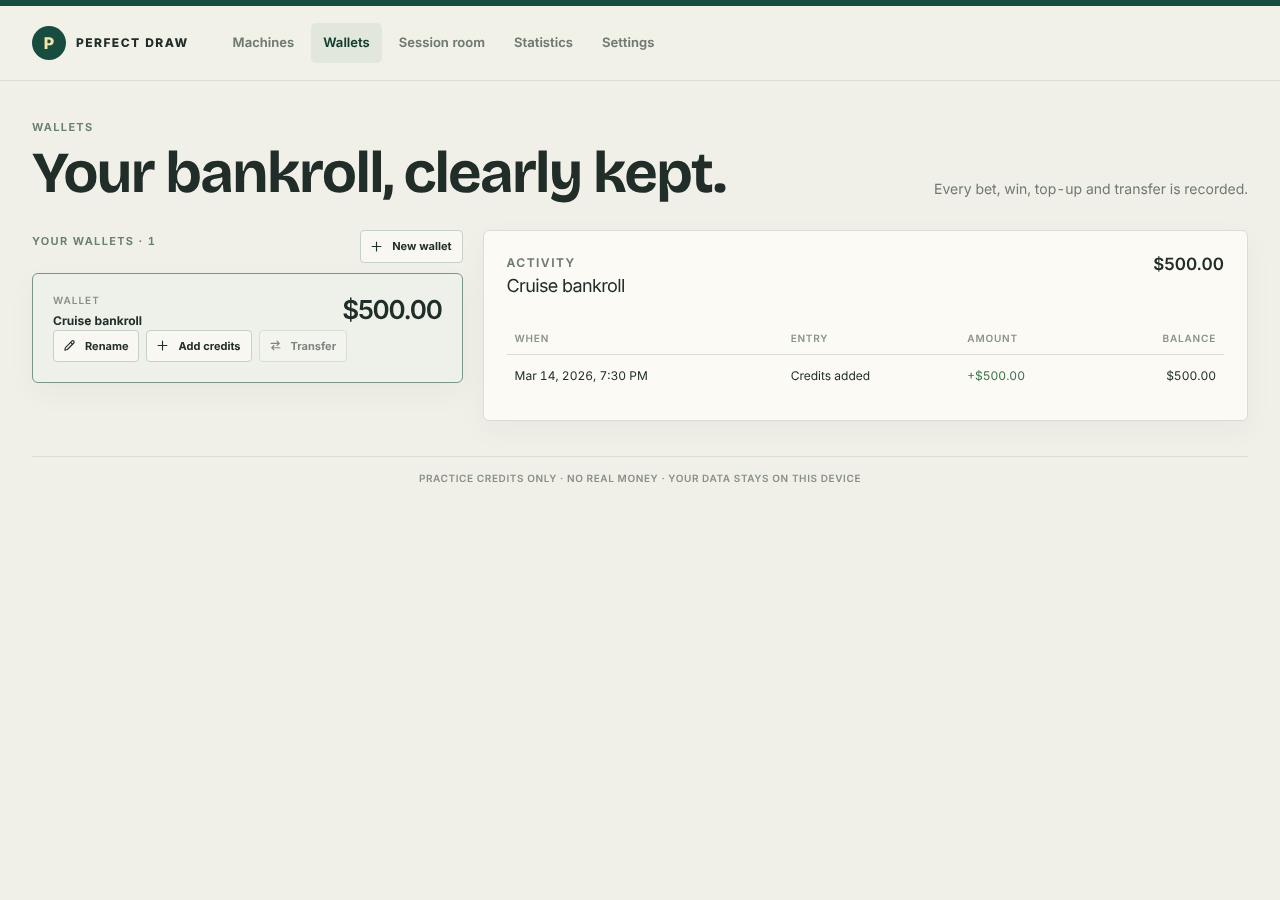 P PERFECT DRAW Machines Wallets Session room Statistics Settings
WALLETS
Your bankroll, clearly kept.
Every bet, win, top-up and transfer is recorded.
YOUR WALLETS · 1
New wallet
WALLET
Cruise bankroll
$500.00
Rename Add credits Transfer
ACTIVITY
Cruise bankroll
$500.00
WHEN ENTRY AMOUNT BALANCE
Mar 14, 2026, 7:30 PM Credits added +$500.00 $500.00
PRACTICE CREDITS ONLY · NO REAL MONEY · YOUR DATA STAYS ON THIS DEVICE